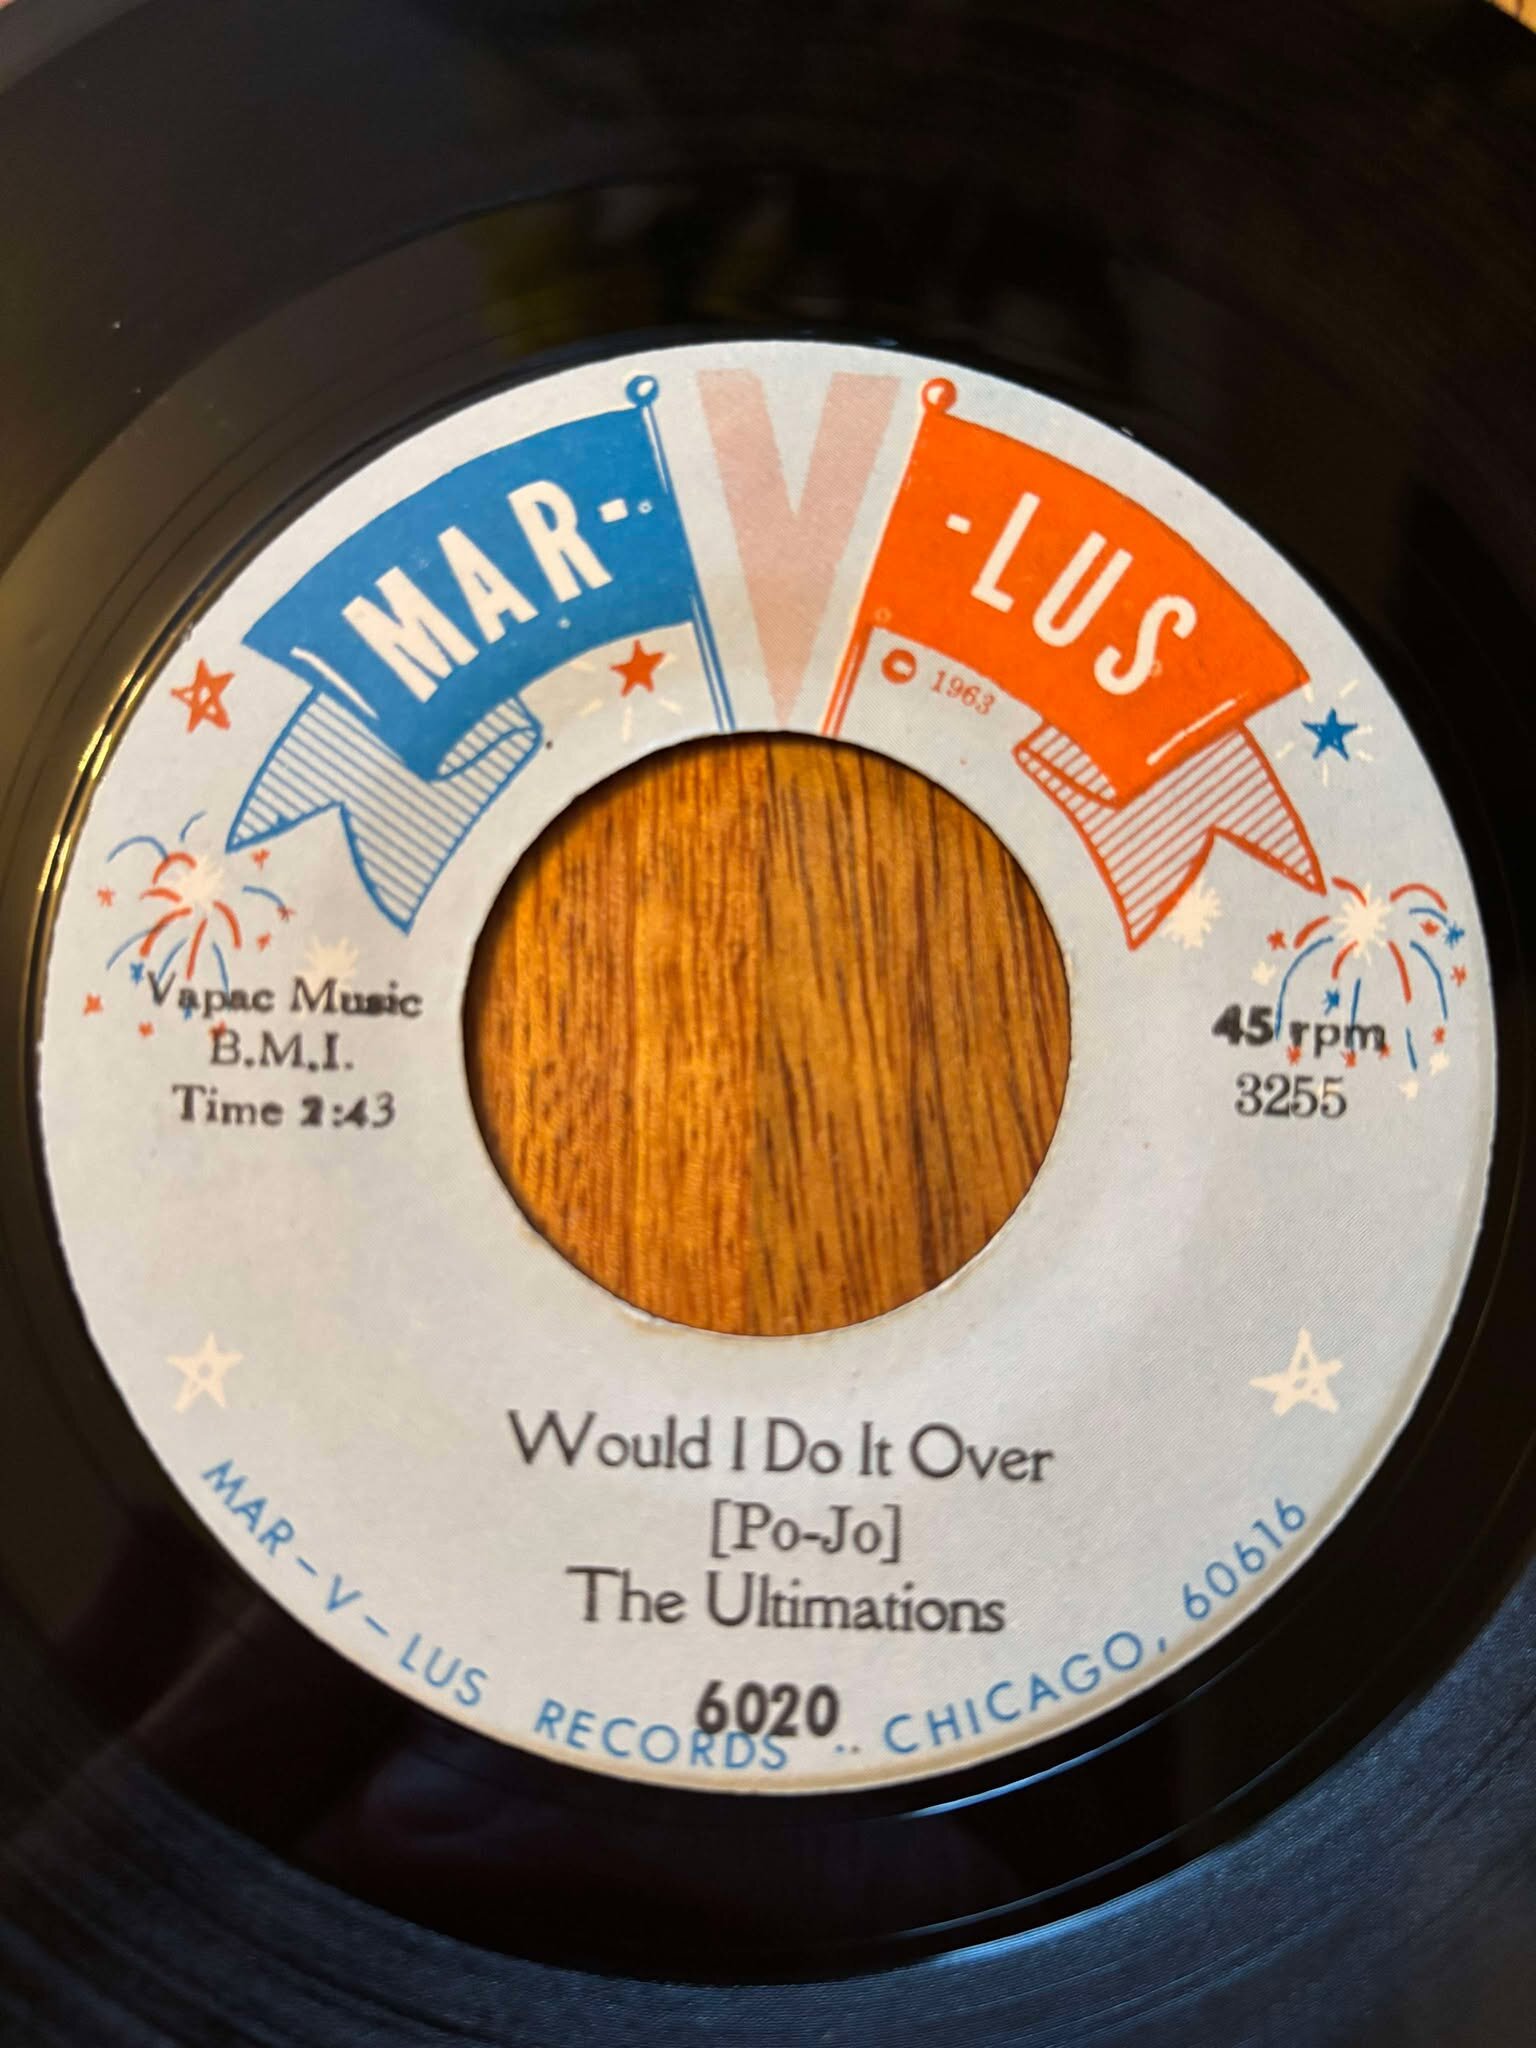 MAR-
V
-LUS
1963
Vapac Music
B.M.I.
Time 2:43
45 rpm
3255
Would I Do It Over
[Po-Jo]
The Ultimations
6020
MAR-V-LUS RECORDS .. CHICAGO, 60616